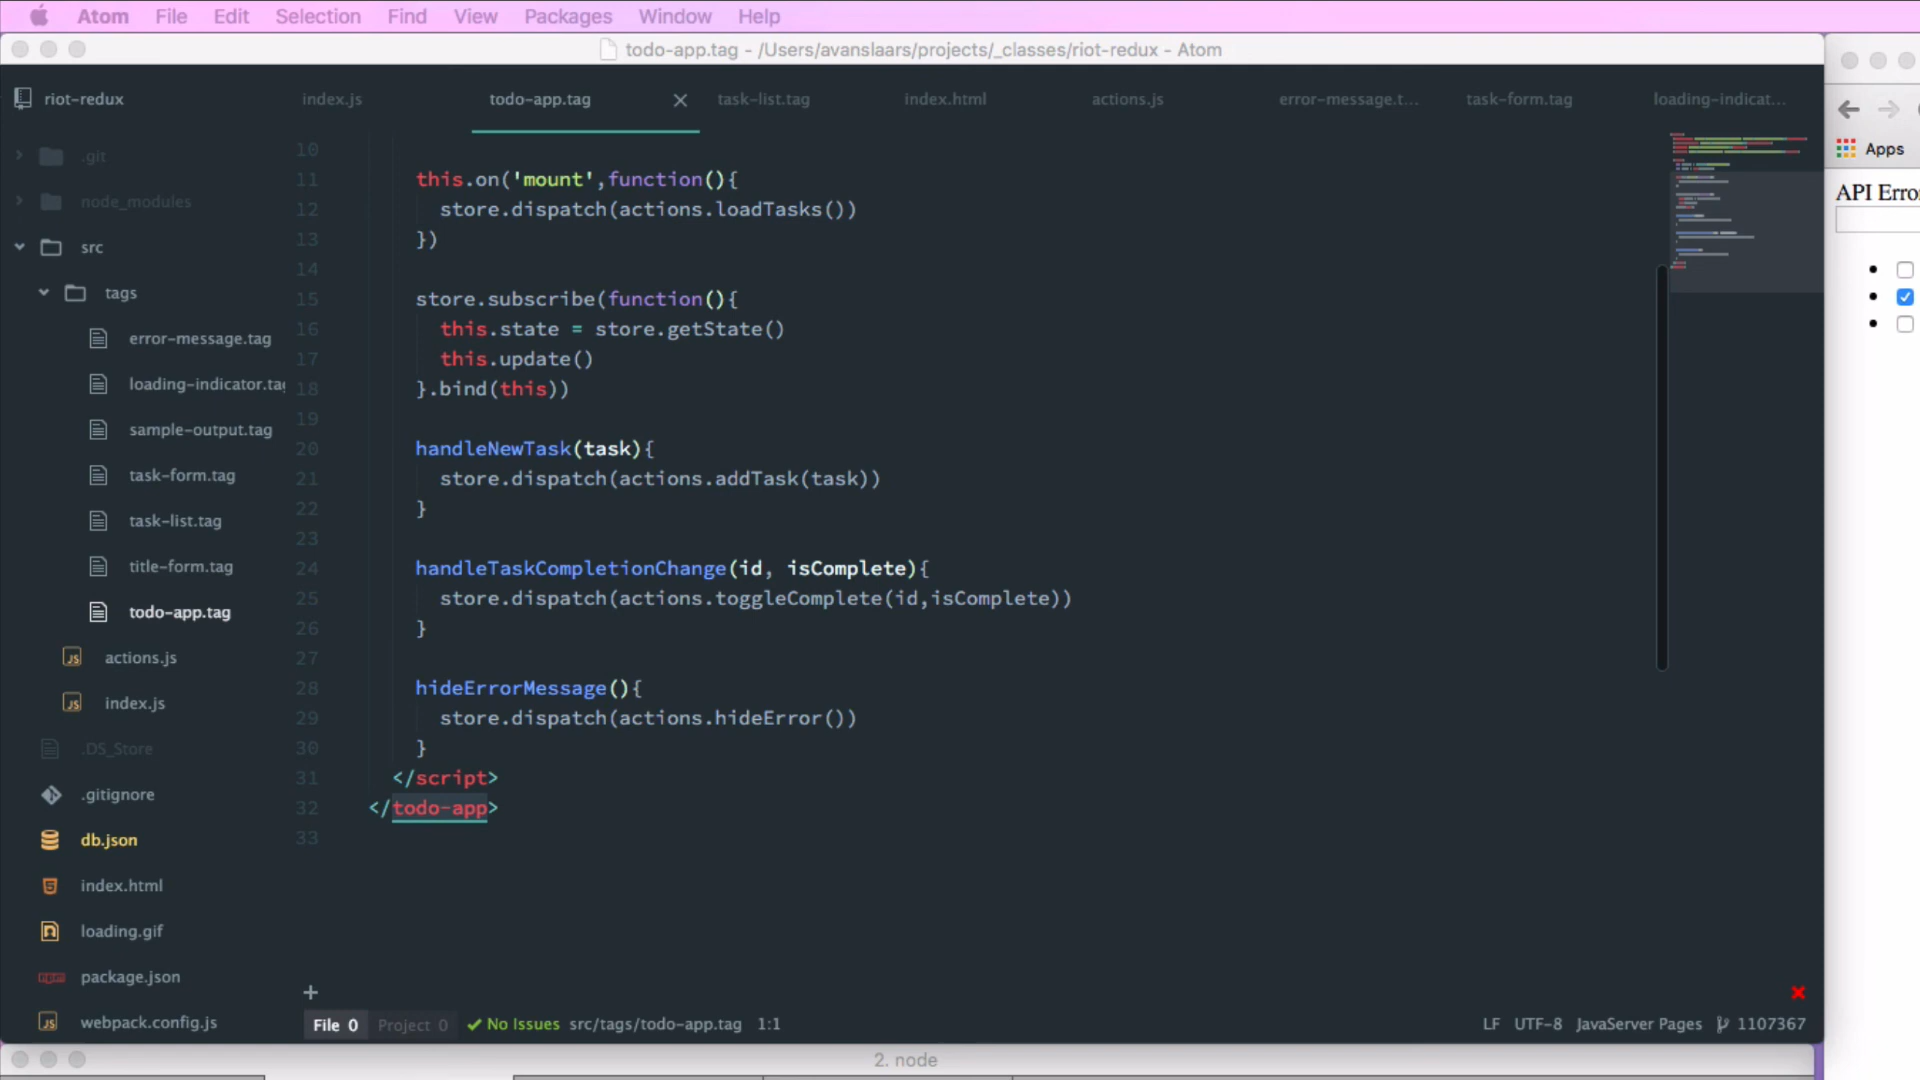 Atom File Edit Selection Find View Packages Window Help
todo-app.tag - /Users/avanslaars/projects/_classes/riot-redux - Atom
riot-redux
index.js
todo-app.tag
task-list.tag
index.html
actions.js
error-message.t...
task-form.tag
loading-indicat...
.git
node_modules
src
tags
error-message.tag
loading-indicator.tag
sample-output.tag
task-form.tag
task-list.tag
title-form.tag
todo-app.tag
actions.js
index.js
.DS_Store
.gitignore
db.json
index.html
loading.gif
package.json
webpack.config.js
10
11 this.on('mount',function(){
12 store.dispatch(actions.loadTasks())
13 })
14
15 store.subscribe(function(){
16 this.state = store.getState()
17 this.update()
18 }.bind(this))
19
20 handleNewTask(task){
21 store.dispatch(actions.addTask(task))
22 }
23
24 handleTaskCompletionChange(id, isComplete){
25 store.dispatch(actions.toggleComplete(id,isComplete))
26 }
27
28 hideErrorMessage(){
29 store.dispatch(actions.hideError())
30 }
31 </script>
32 </todo-app>
33
File 0 Project 0 No Issues src/tags/todo-app.tag 1:1
LF UTF-8 JavaServer Pages 1107367
2. node
Apps
API Erro